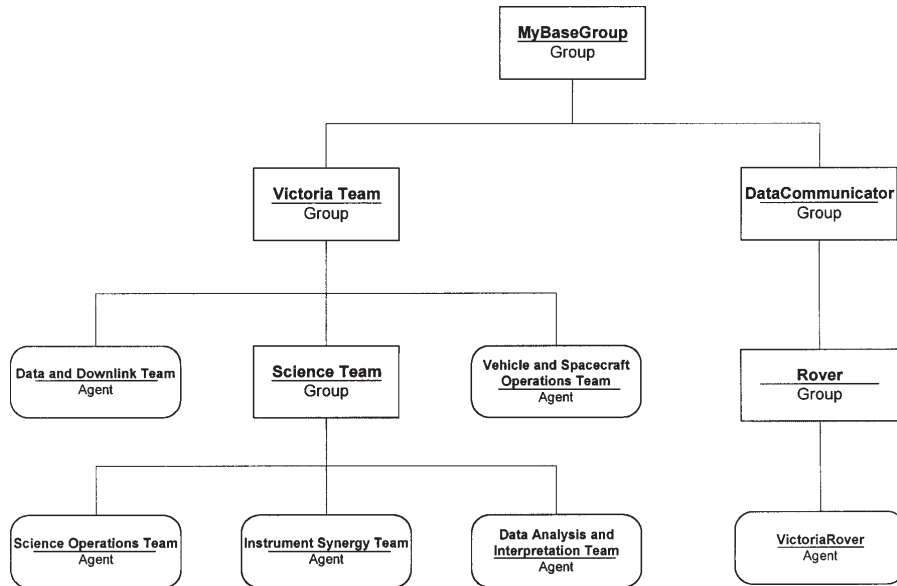 MyBaseGroup
Group
Victoria Team
Group
DataCommunicator
Group
Data and Downlink Team
Agent
Science Team
Group
Vehicle and Spacecraft
Operations Team
Agent
Rover
Group
Science Operations Team
Agent
Instrument Synergy Team
Agent
Data Analysis and
Interpretation Team
Agent
VictoriaRover
Agent